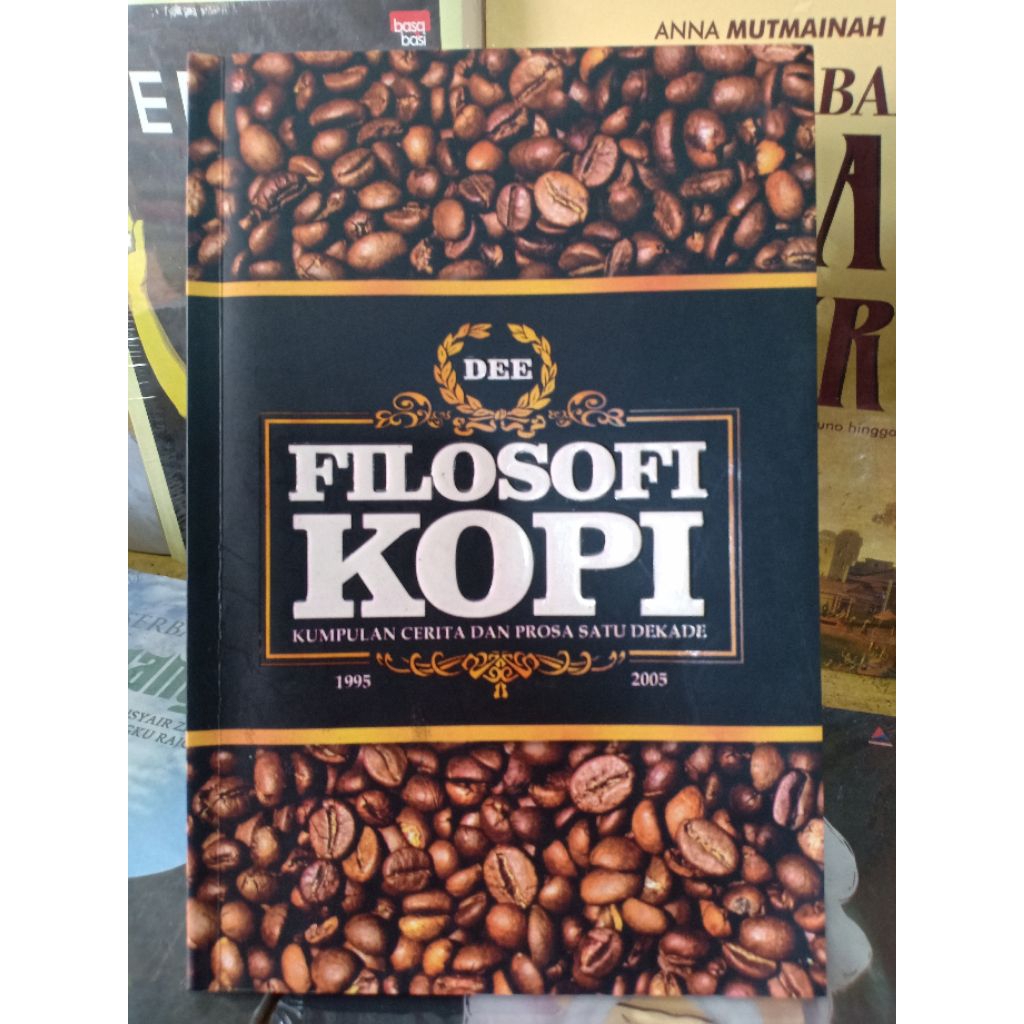 basa
basi
ANNA MUTMAINAH
DEE
FILOSOFI
KOPI
KUMPULAN CERITA DAN PROSA SATU DEKADE
1995 2005